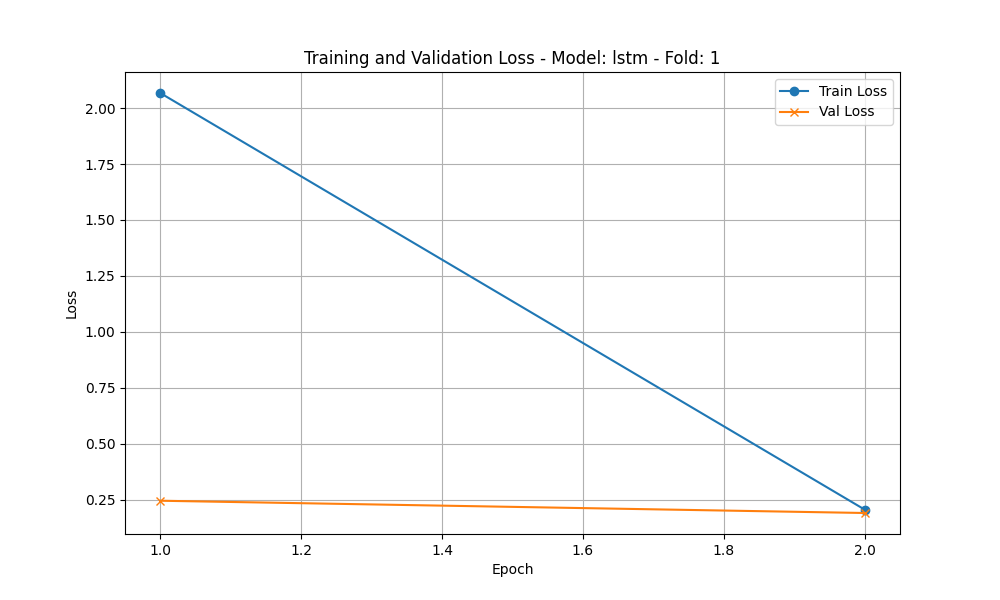 Training and Validation Loss - Model: lstm - Fold: 1
Train Loss
Val Loss
2.00
1.75
1.50
1.25
1.00
0.75
0.50
0.25
Loss
1.0 1.2 1.4 1.6 1.8 2.0
Epoch